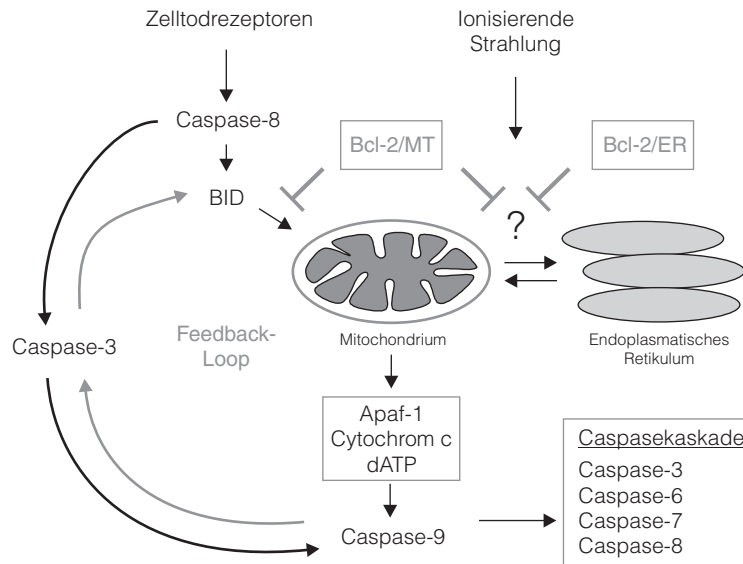 Zelltodrezeptoren
Ionisierende
Strahlung
Caspase-8
Bcl-2/MT
Bcl-2/ER
BID
?
Feedback-
Loop
Caspase-3
Mitochondrium
Endoplasmatisches
Retikulum
Apaf-1
Cytochrom c
dATP
Caspase-9
Caspasekaskade
Caspase-3
Caspase-6
Caspase-7
Caspase-8